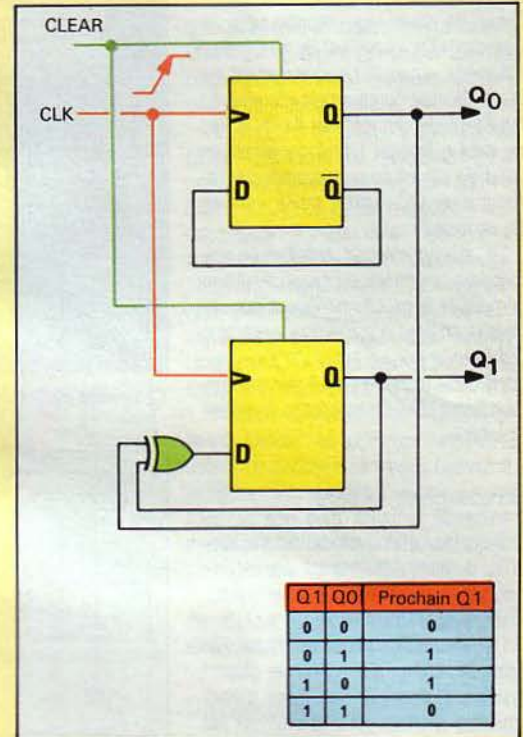 CLEAR
CLK
Q
Q0
D
Q̅
Q
Q1
D
Q1 Q0 Prochain Q1
0 0 0
0 1 1
1 0 1
1 1 0